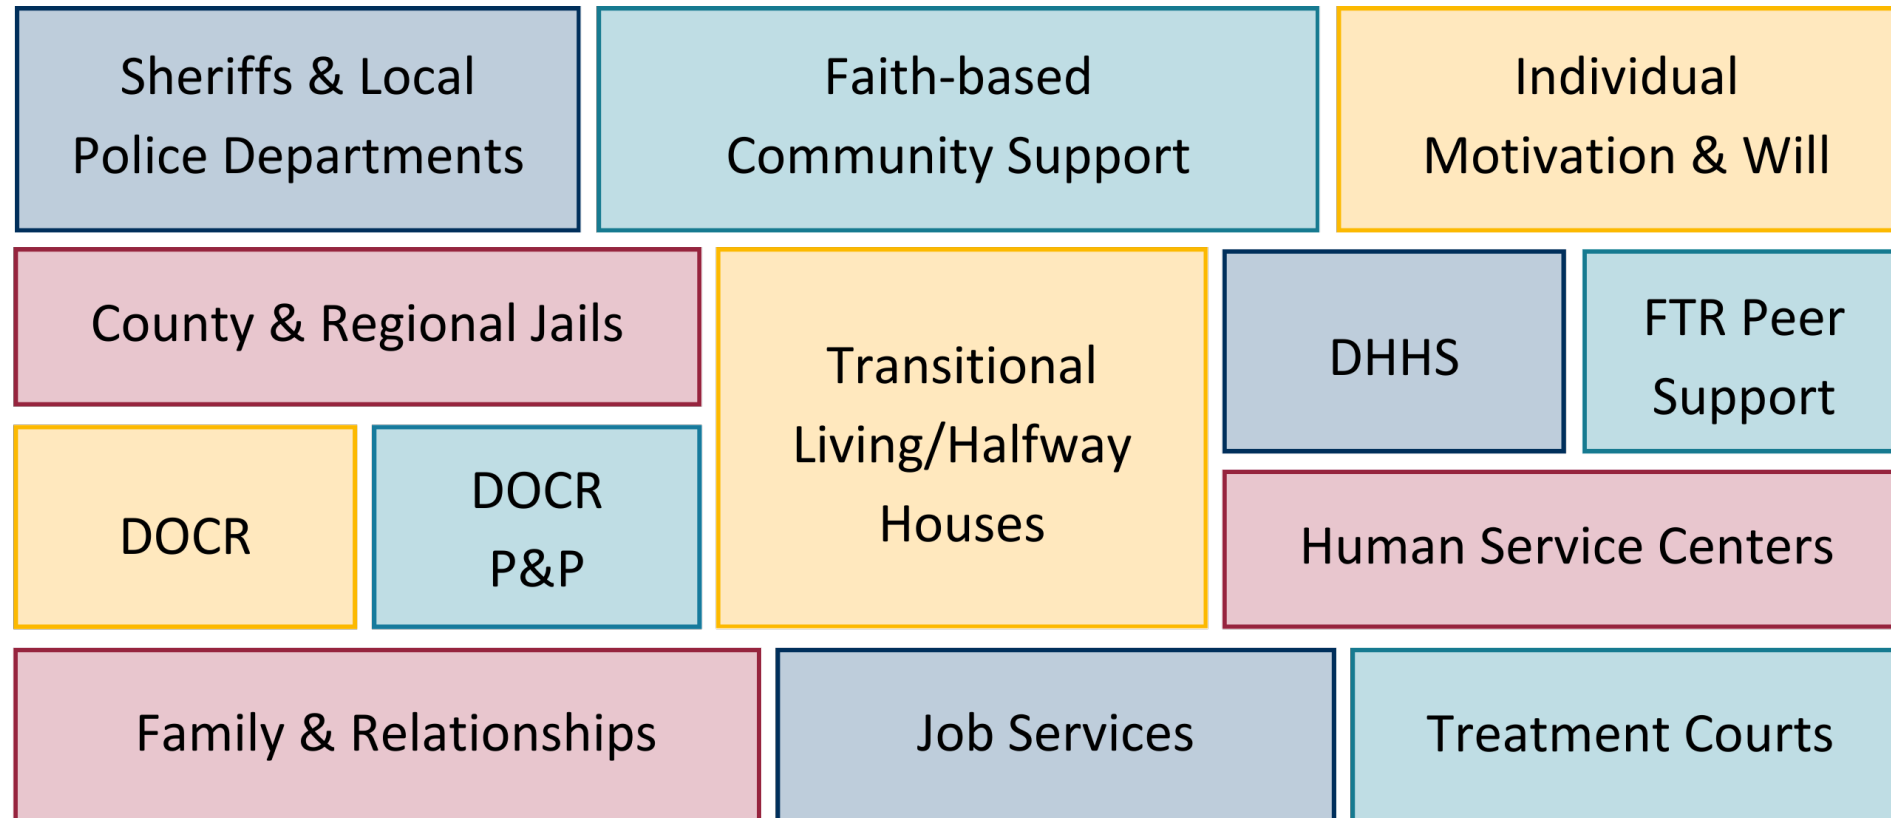 Sheriffs & Local
Police Departments
Faith-based
Community Support
Individual
Motivation & Will
County & Regional Jails
Transitional
Living/Halfway
Houses
DHHS
FTR Peer
Support
DOCR
DOCR
P&P
Human Service Centers
Family & Relationships
Job Services
Treatment Courts